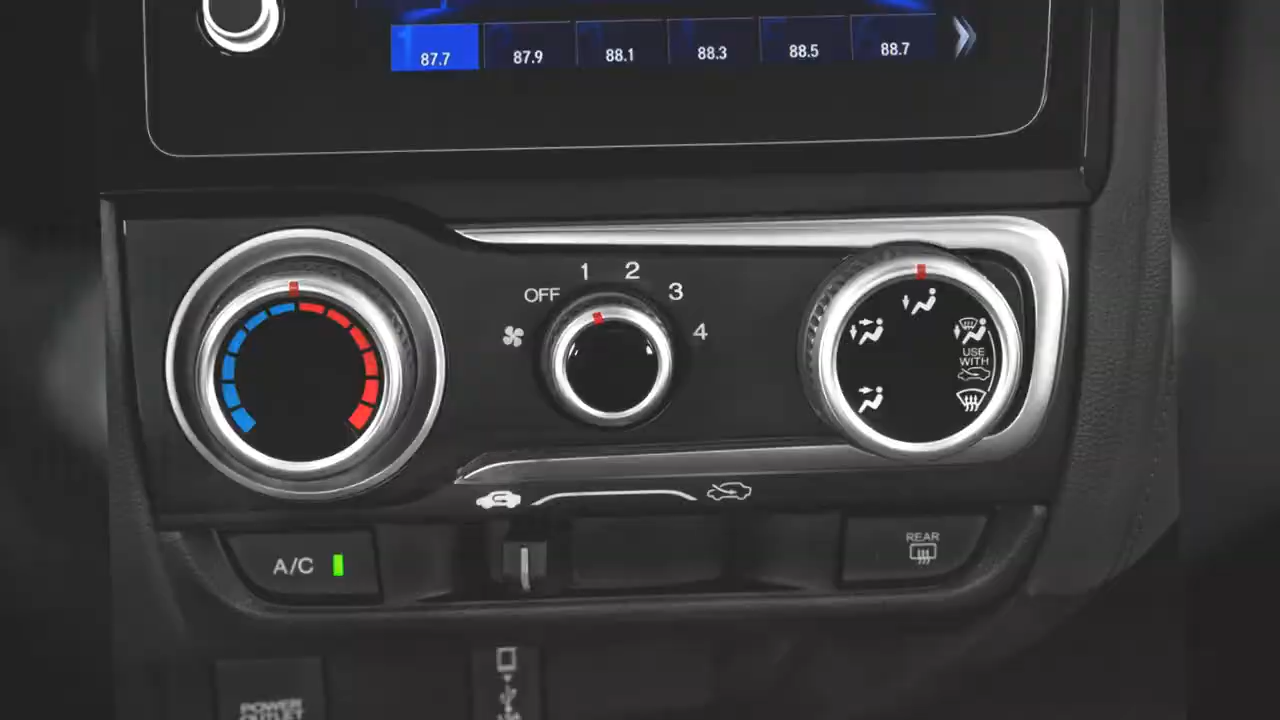 87.7 87.9 88.1 88.3 88.5 88.7
OFF 1 2 3 4
USE
WITH
A/C
REAR
POWER
OUTLET